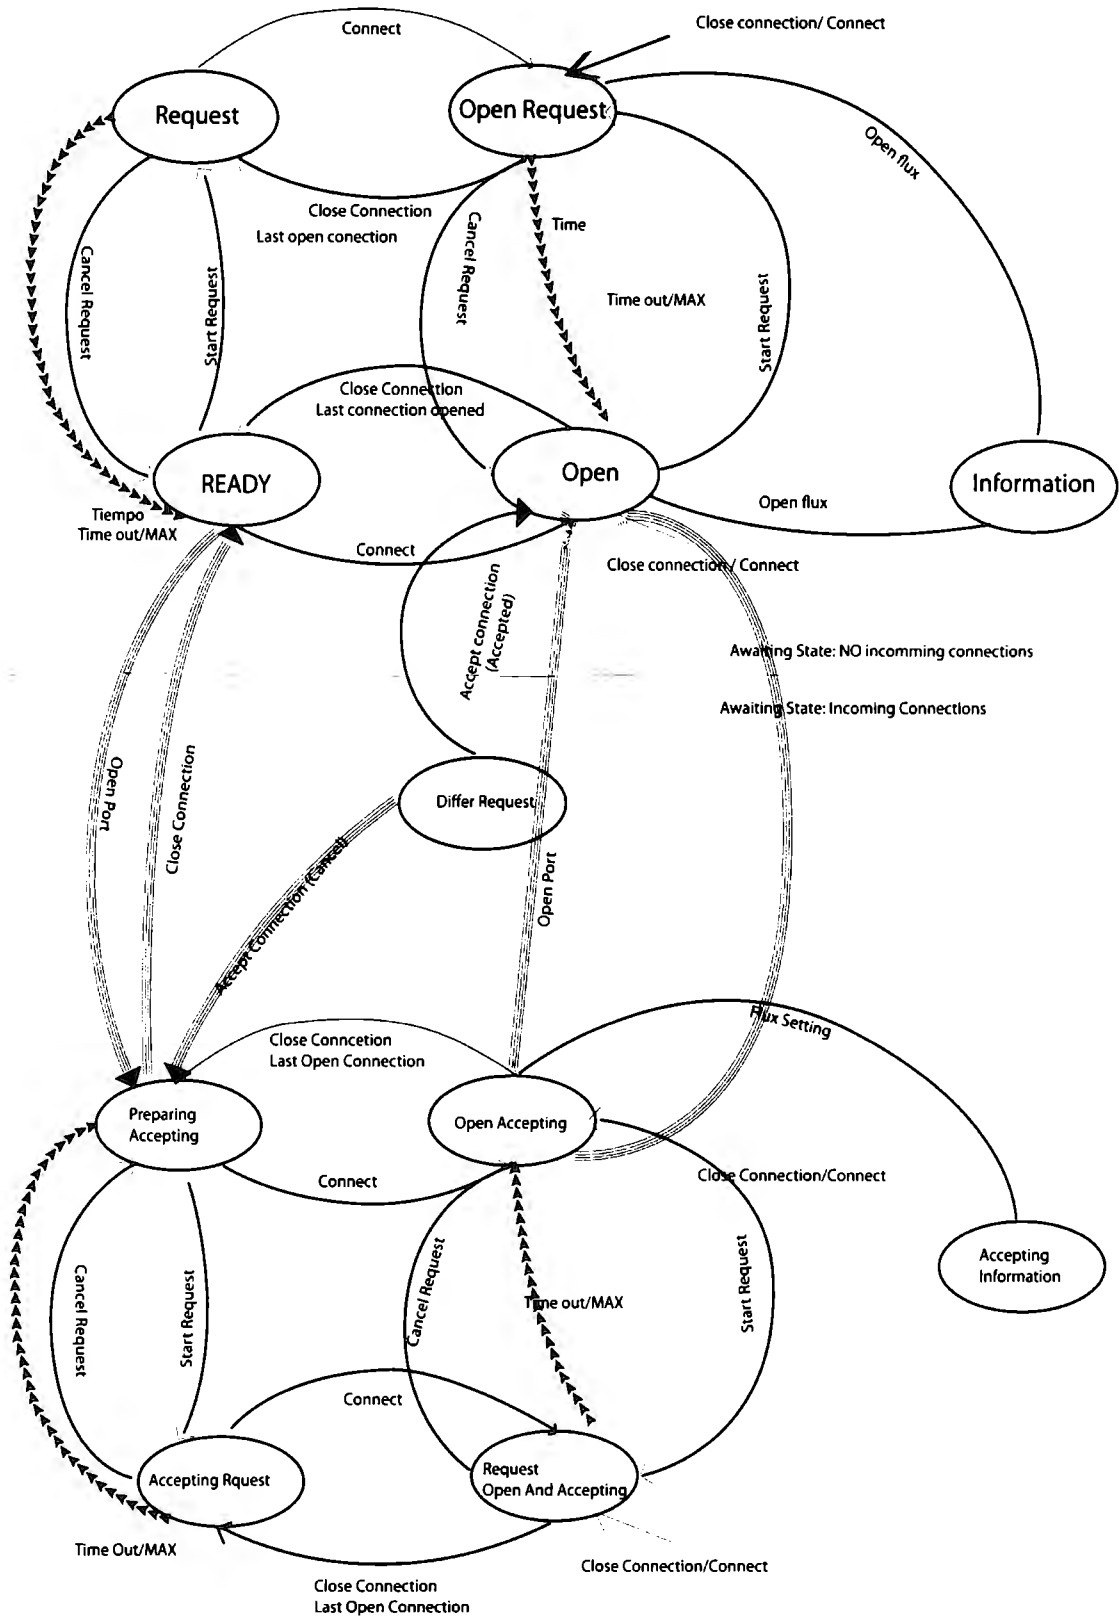 Connect
Close connection/ Connect
Request
Open Request
Open flux
Close Connection
Last open conection
Cancel Request
Time
Cancel Request
Start Request
Time out/MAX
Start Request
Close Connection
Last connection opened
READY
Open
Information
Tiempo
Time out/MAX
Open flux
Connect
Close connection / Connect
Accept connection
(Accepted)
Awaiting State: NO incomming connections
Awaiting State: Incoming Connections
Open Port
Close Connection
Differ Request
Accept Connection (Cancel)
Open Port
Flux Setting
Close Conncetion
Last Open Connection
Preparing
Accepting
Open Accepting
Connect
Close Connection/Connect
Accepting
Information
Cancel Request
Start Request
Cancel Request
Time out/MAX
Start Request
Connect
Accepting Rquest
Request
Open And Accepting
Time Out/MAX
Close Connection/Connect
Close Connection
Last Open Connection